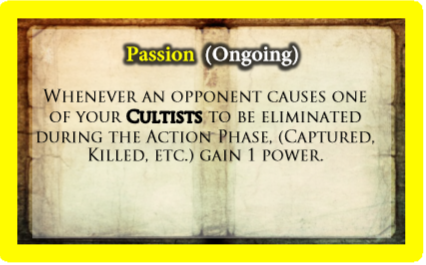 Passion (Ongoing)
Whenever an opponent causes one
of your Cultists to be eliminated
during the Action Phase, (Captured,
Killed, etc.) gain 1 power.